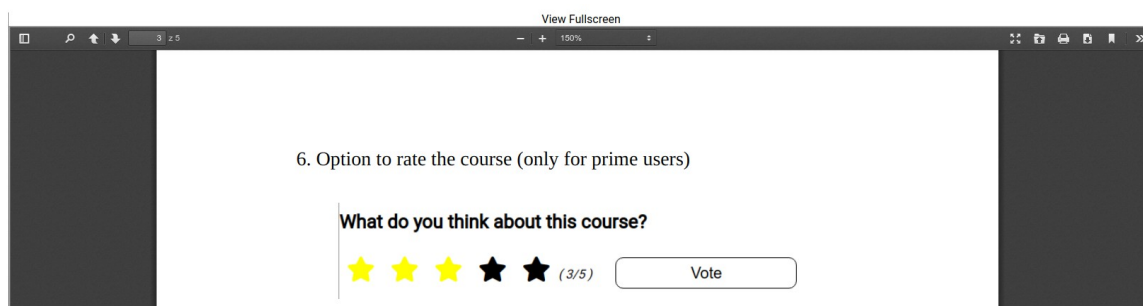 View Fullscreen
3 z 5
150%
6. Option to rate the course (only for prime users)
What do you think about this course?
(3/5) Vote